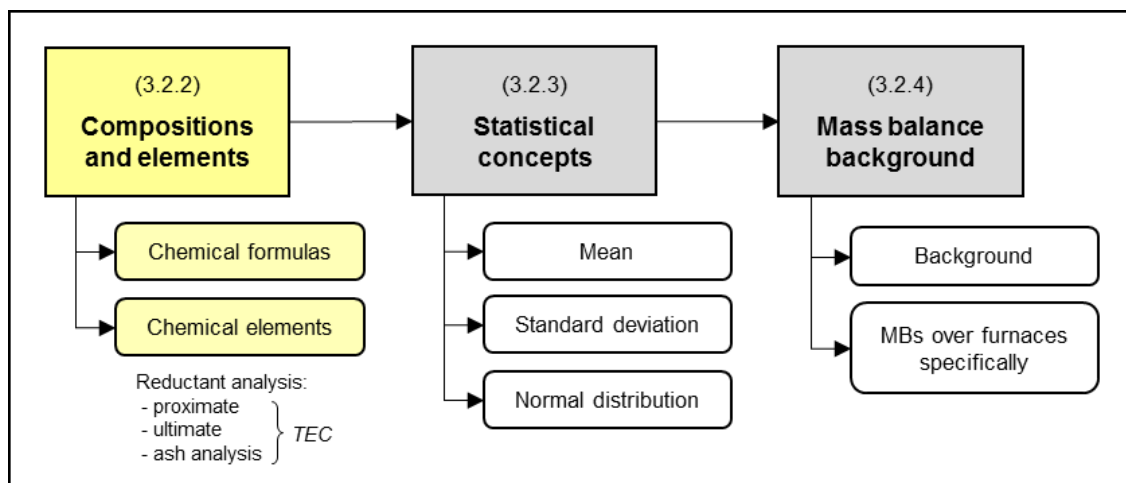 (3.2.2)
Compositions
and elements
Chemical formulas
Chemical elements
Reductant analysis:
- proximate
- ultimate
- ash analysis
TEC
(3.2.3)
Statistical
concepts
Mean
Standard deviation
Normal distribution
(3.2.4)
Mass balance
background
Background
MBs over furnaces
specifically